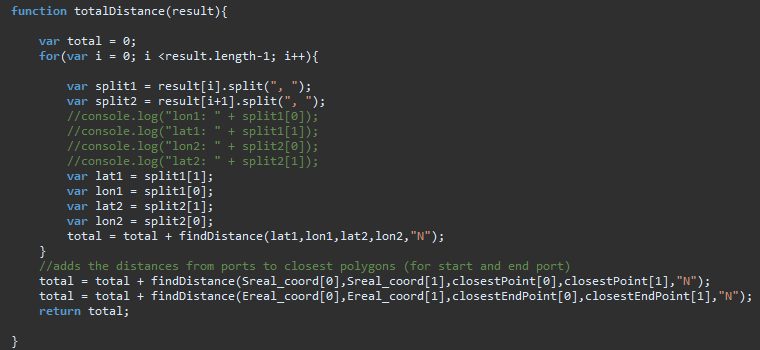 function totalDistance(result){
var total = 0;
for(var i = 0; i <result.length-1; i++){
var split1 = result[i].split(", ");
var split2 = result[i+1].split(", ");
//console.log("lon1: " + split1[0]);
//console.log("lat1: " + split1[1]);
//console.log("lon2: " + split2[0]);
//console.log("lat2: " + split2[1]);
var lat1 = split1[1];
var lon1 = split1[0];
var lat2 = split2[1];
var lon2 = split2[0];
total = total + findDistance(lat1,lon1,lat2,lon2,"N");
}
//adds the distances from ports to closest polygons (for start and end port)
total = total + findDistance(Sreal_coord[0],Sreal_coord[1],closestPoint[0],closestPoint[1],"N");
total = total + findDistance(Ereal_coord[0],Ereal_coord[1],closestEndPoint[0],closestEndPoint[1],"N");
return total;
}